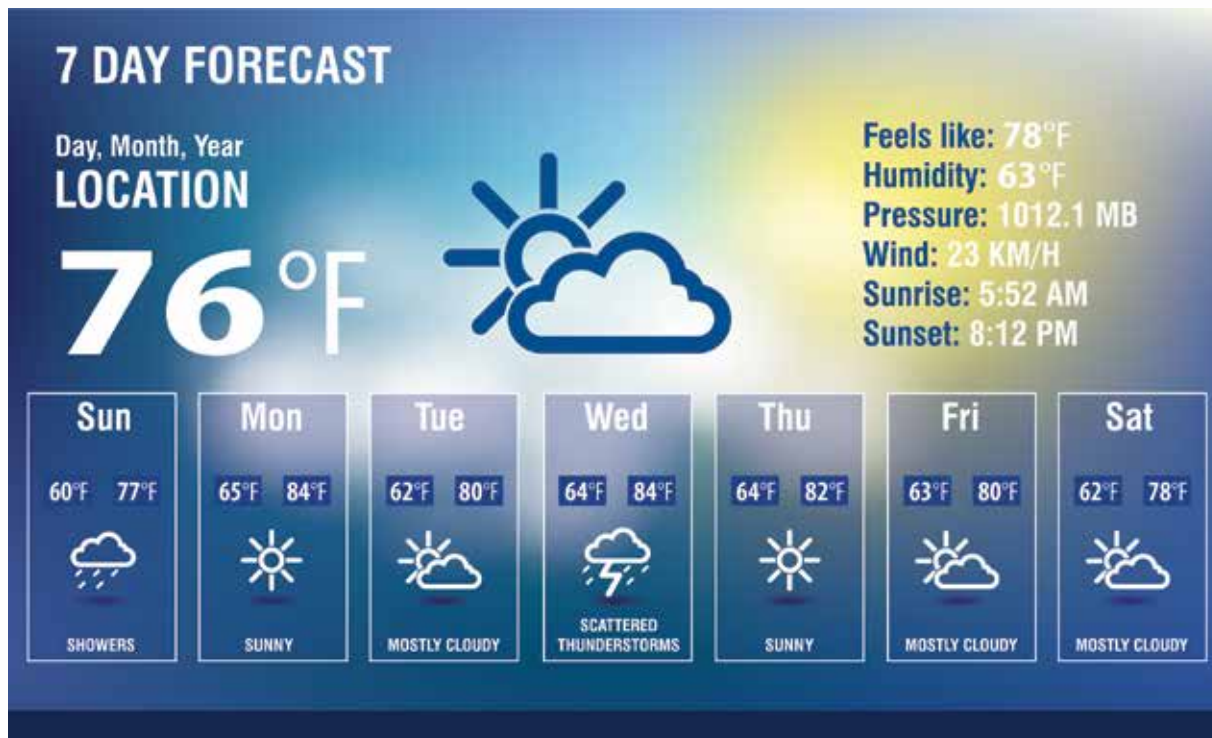 7 DAY FORECAST
Day, Month, Year
LOCATION
76°F
Feels like: 78°F
Humidity: 63°F
Pressure: 1012.1 MB
Wind: 23 KM/H
Sunrise: 5:52 AM
Sunset: 8:12 PM
Sun
60°F 77°F
SHOWERS
Mon
65°F 84°F
SUNNY
Tue
62°F 80°F
MOSTLY CLOUDY
Wed
64°F 84°F
SCATTERED
THUNDERSTORMS
Thu
64°F 82°F
SUNNY
Fri
63°F 80°F
MOSTLY CLOUDY
Sat
62°F 78°F
MOSTLY CLOUDY